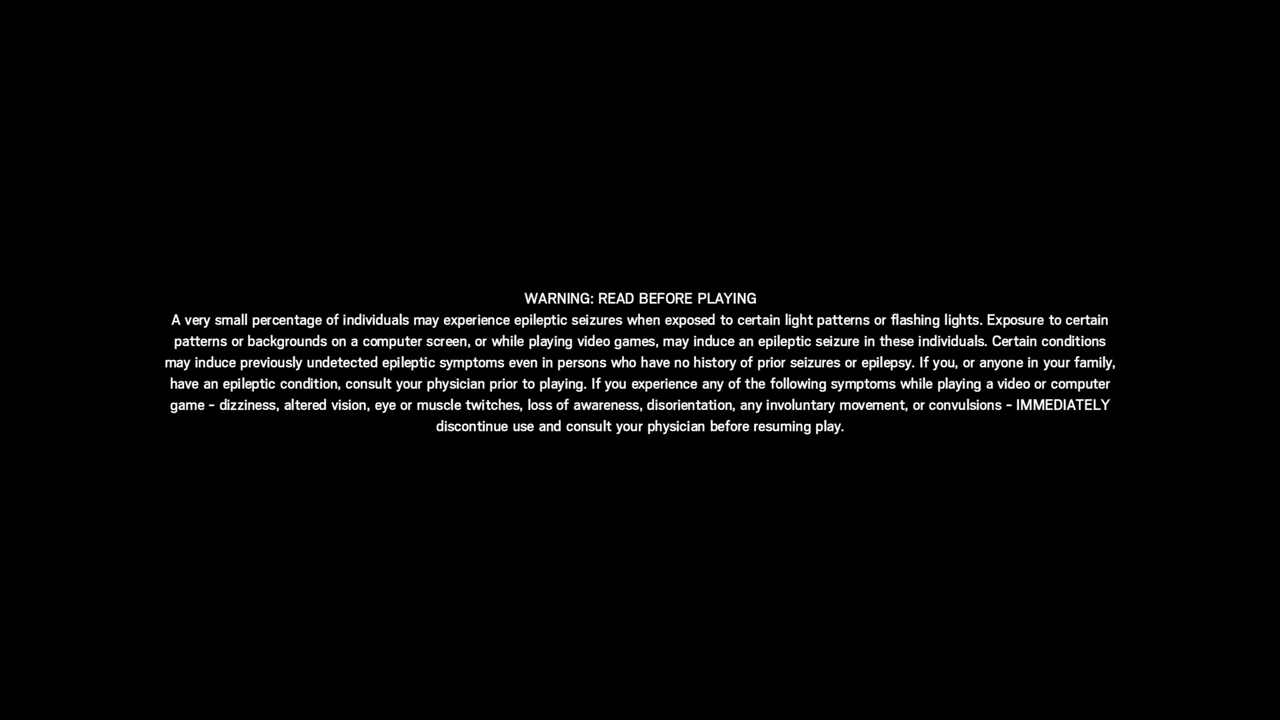 WARNING: READ BEFORE PLAYING
A very small percentage of individuals may experience epileptic seizures when exposed to certain light patterns or flashing lights. Exposure to certain
patterns or backgrounds on a computer screen, or while playing video games, may induce an epileptic seizure in these individuals. Certain conditions
may induce previously undetected epileptic symptoms even in persons who have no history of prior seizures or epilepsy. If you, or anyone in your family,
have an epileptic condition, consult your physician prior to playing. If you experience any of the following symptoms while playing a video or computer
game - dizziness, altered vision, eye or muscle twitches, loss of awareness, disorientation, any involuntary movement, or convulsions - IMMEDIATELY
discontinue use and consult your physician before resuming play.